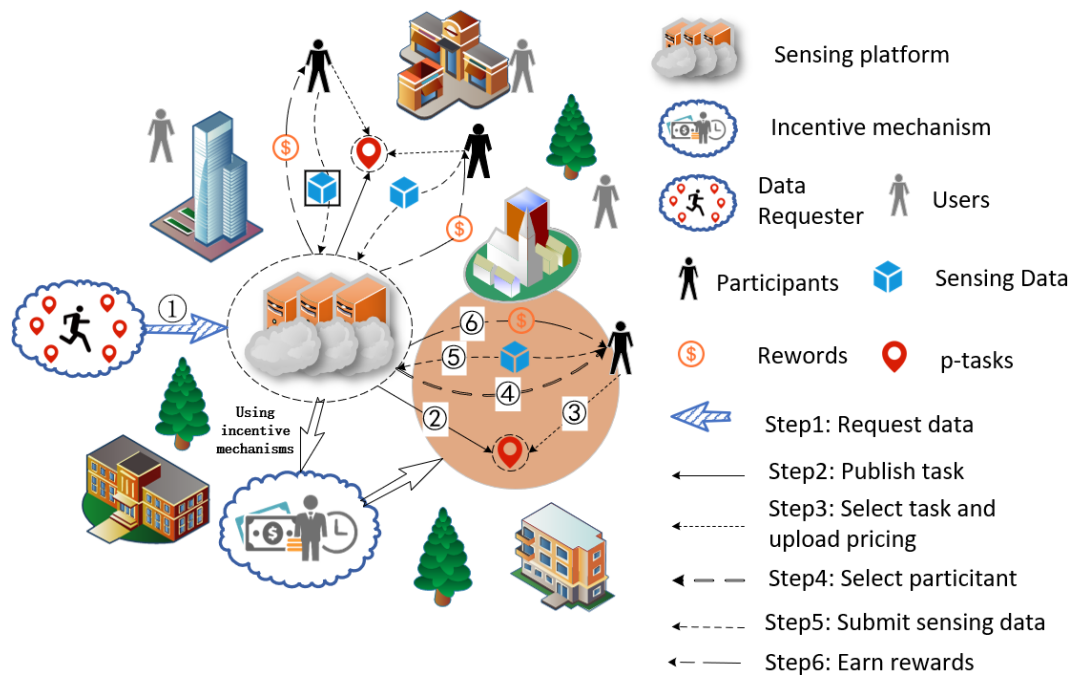 Sensing platform
Incentive mechanism
Data
Requester
Users
Participants
Sensing Data
Rewords
p-tasks
Step1: Request data
Step2: Publish task
Step3: Select task and
upload pricing
Step4: Select particitant
Step5: Submit sensing data
Step6: Earn rewards
$
$
①
⑥
$
⑤
④
②
③
Using
incentive
mechanisms
$
$
$